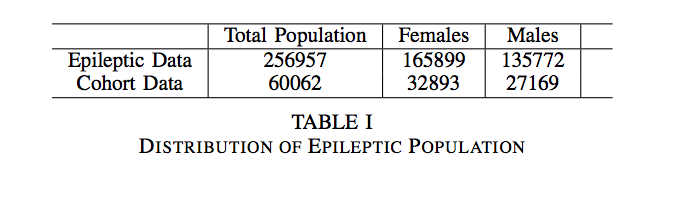 Total Population Females Males
Epileptic Data 256957 165899 135772
Cohort Data 60062 32893 27169
TABLE I
DISTRIBUTION OF EPILEPTIC POPULATION